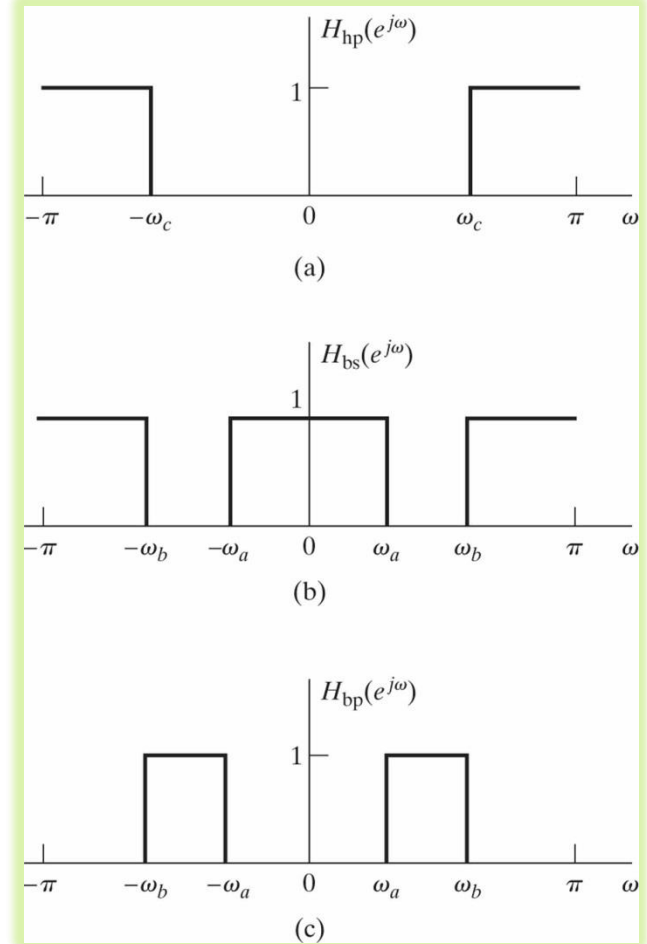 H_hp(e^{jω})
1
−π −ω_c 0 ω_c π ω
(a)
H_bs(e^{jω})
1
−π −ω_b −ω_a 0 ω_a ω_b π ω
(b)
H_bp(e^{jω})
1
−π −ω_b −ω_a 0 ω_a ω_b π ω
(c)